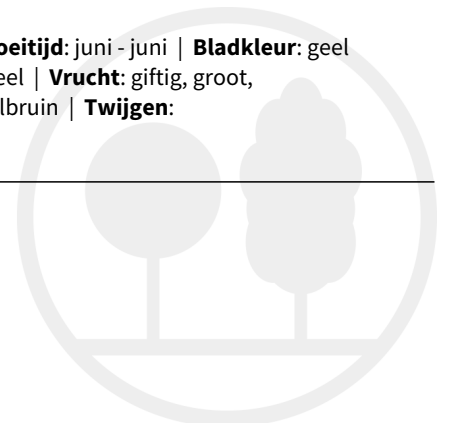 oeitijd: juni - juni | Bladkleur: geel
eel | Vrucht: giftig, groot,
lbruin | Twijgen: